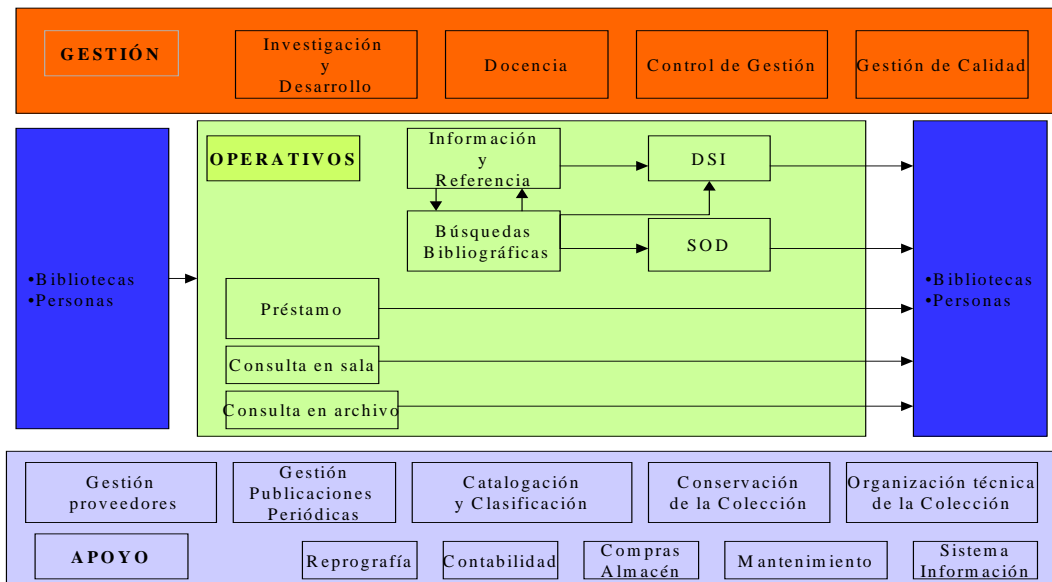 GESTIÓN
Investigación
y
Desarrollo
Docencia
Control de Gestión
Gestión de Calidad
•Bibliotecas
•Personas
OPERATIVOS
Información
y
Referencia
DSI
Búsquedas
Bibliográficas
SOD
Préstamo
Consulta en sala
Consulta en archivo
•Bibliotecas
•Personas
Gestión
proveedores
Gestión
Publicaciones
Periódicas
Catalogación
y Clasificación
Conservación
de la Colección
Organización técnica
de la Colección
APOYO
Reprografía
Contabilidad
Compras
Almacén
Mantenimiento
Sistema
Información